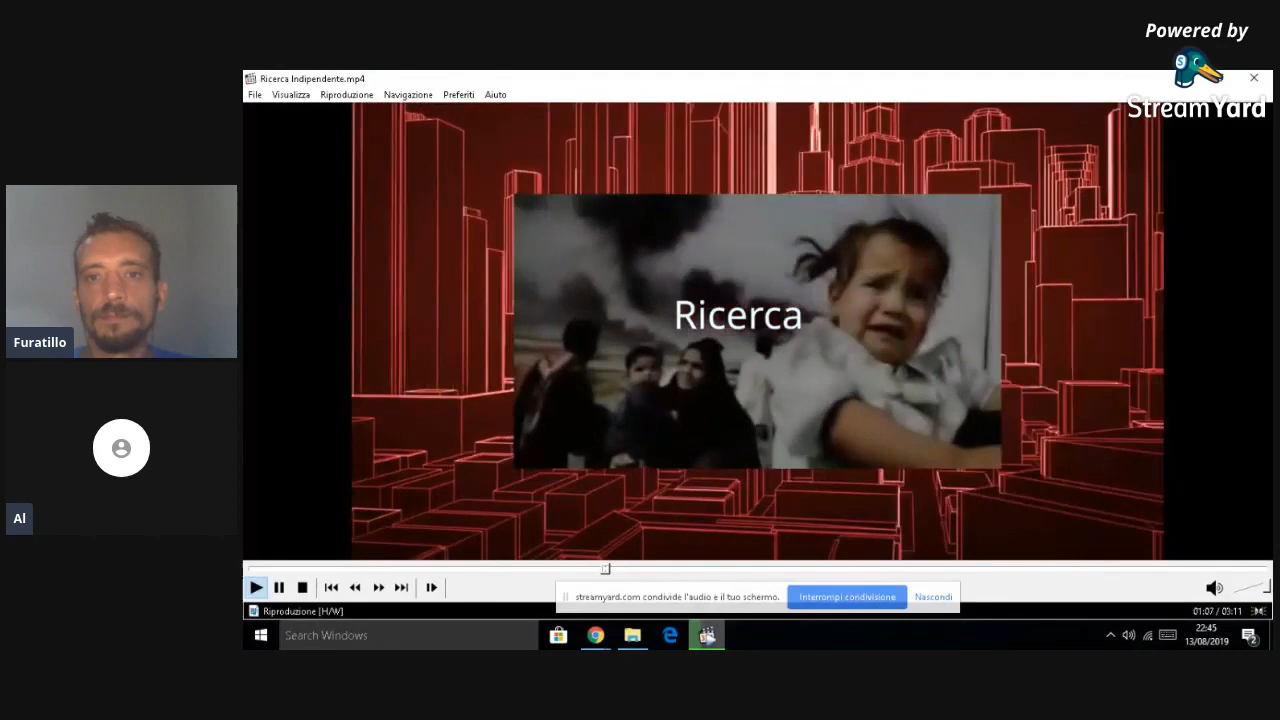 Powered by
StreamYard
Ricerca Indipendente.mp4
File Visualizza Riproduzione Navigazione Preferiti Aiuto
Ricerca
Furatillo
Al
streamyard.com condivide l'audio e il tuo schermo. Interrompi condivisione Nascondi
Riproduzione [H/W] 01:07 / 03:11
Search Windows
22:45
13/08/2019
2